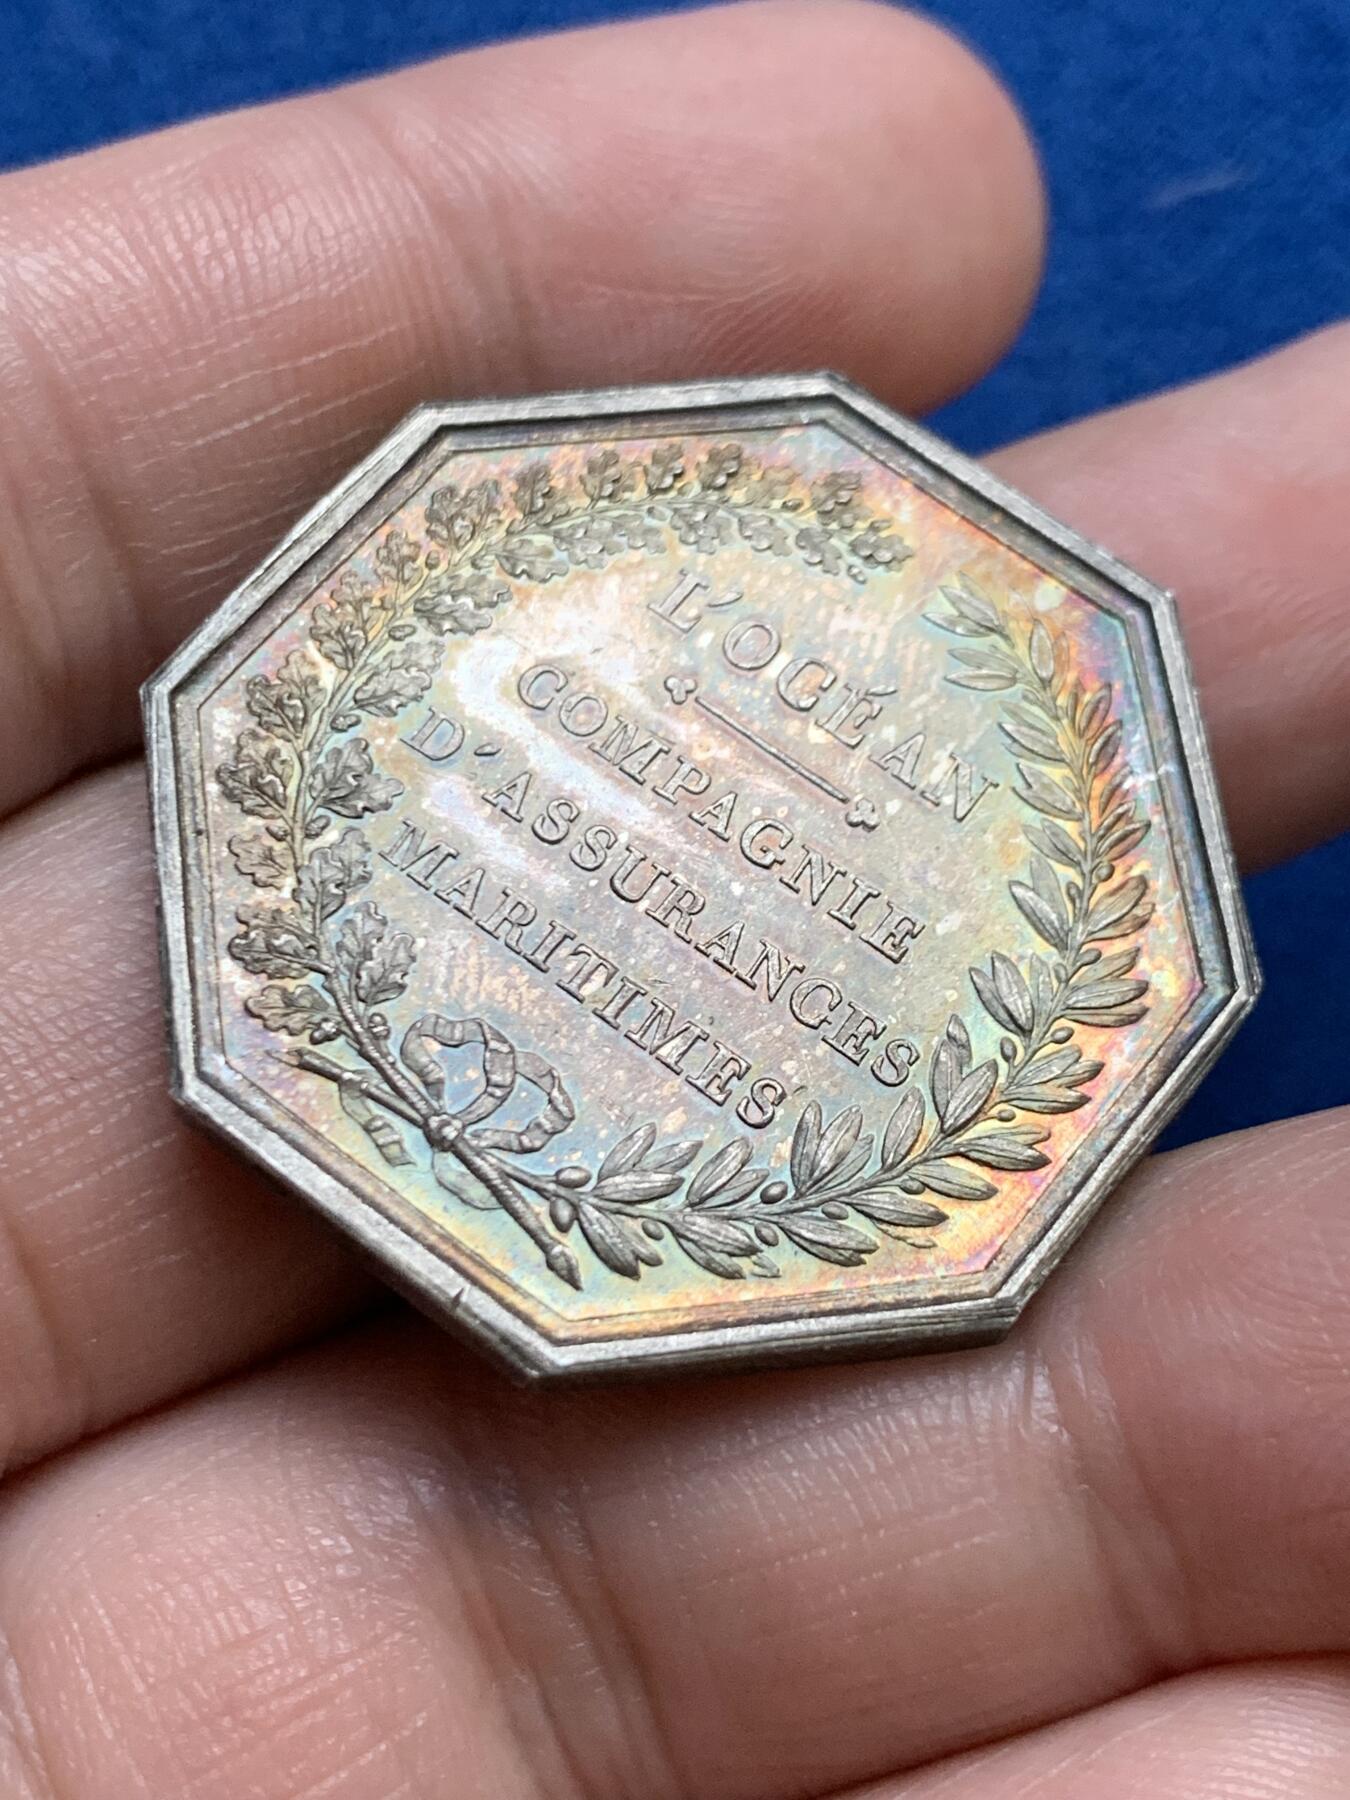 L'OCÉAN
COMPAGNIE
D'ASSURANCES
MARITIMES